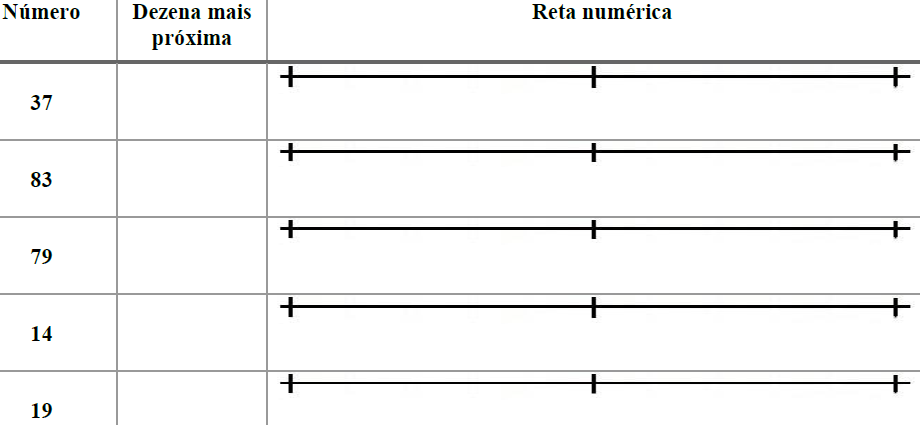 Número
Dezena mais
próxima
Reta numérica
37
83
79
14
19